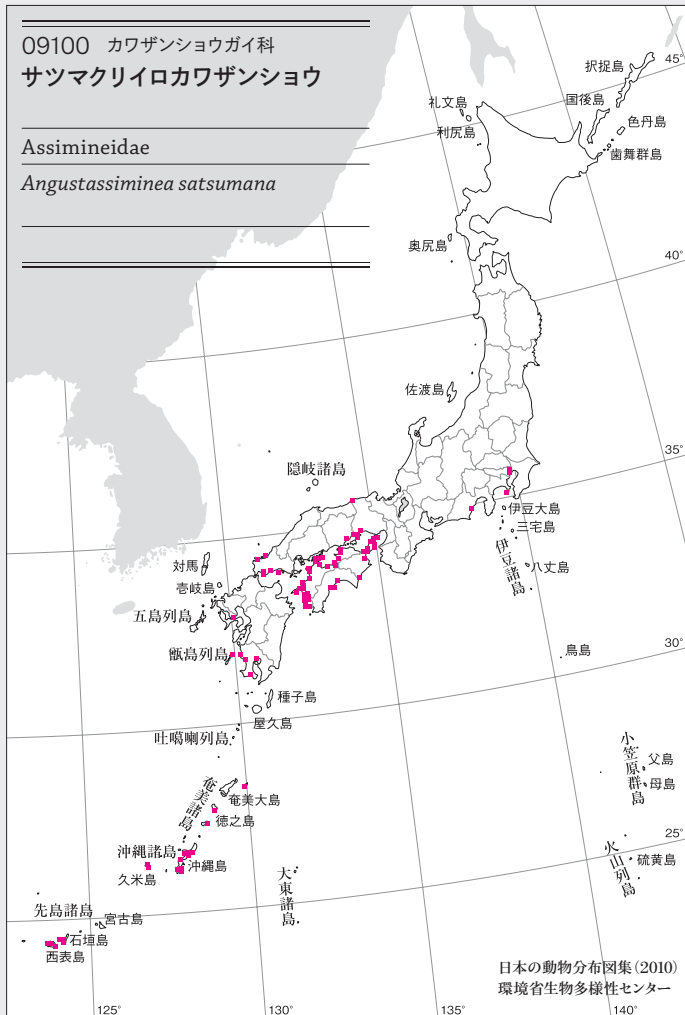 09100 カワザンショウガイ科
サツマクリイロカワザンショウ
Assimineidae
Angustassiminea satsumana
択捉島
45°
国後島
礼文島
色丹島
利尻島
歯舞群島
奥尻島
40°
佐渡島
35°
隠岐諸島
伊豆大島
三宅島
対馬
伊豆諸島
八丈島
壱岐島
五島列島
甑島列島
鳥島
30°
種子島
屋久島
吐噶喇列島
小笠原群島
父島
母島
奄美諸島
奄美大島
徳之島
25°
沖縄諸島
沖縄島
火山列島
硫黄島
久米島
大東諸島
先島諸島
宮古島
石垣島
西表島
日本の動物分布図集(2010)
環境省生物多様性センター
125°
130°
135°
140°